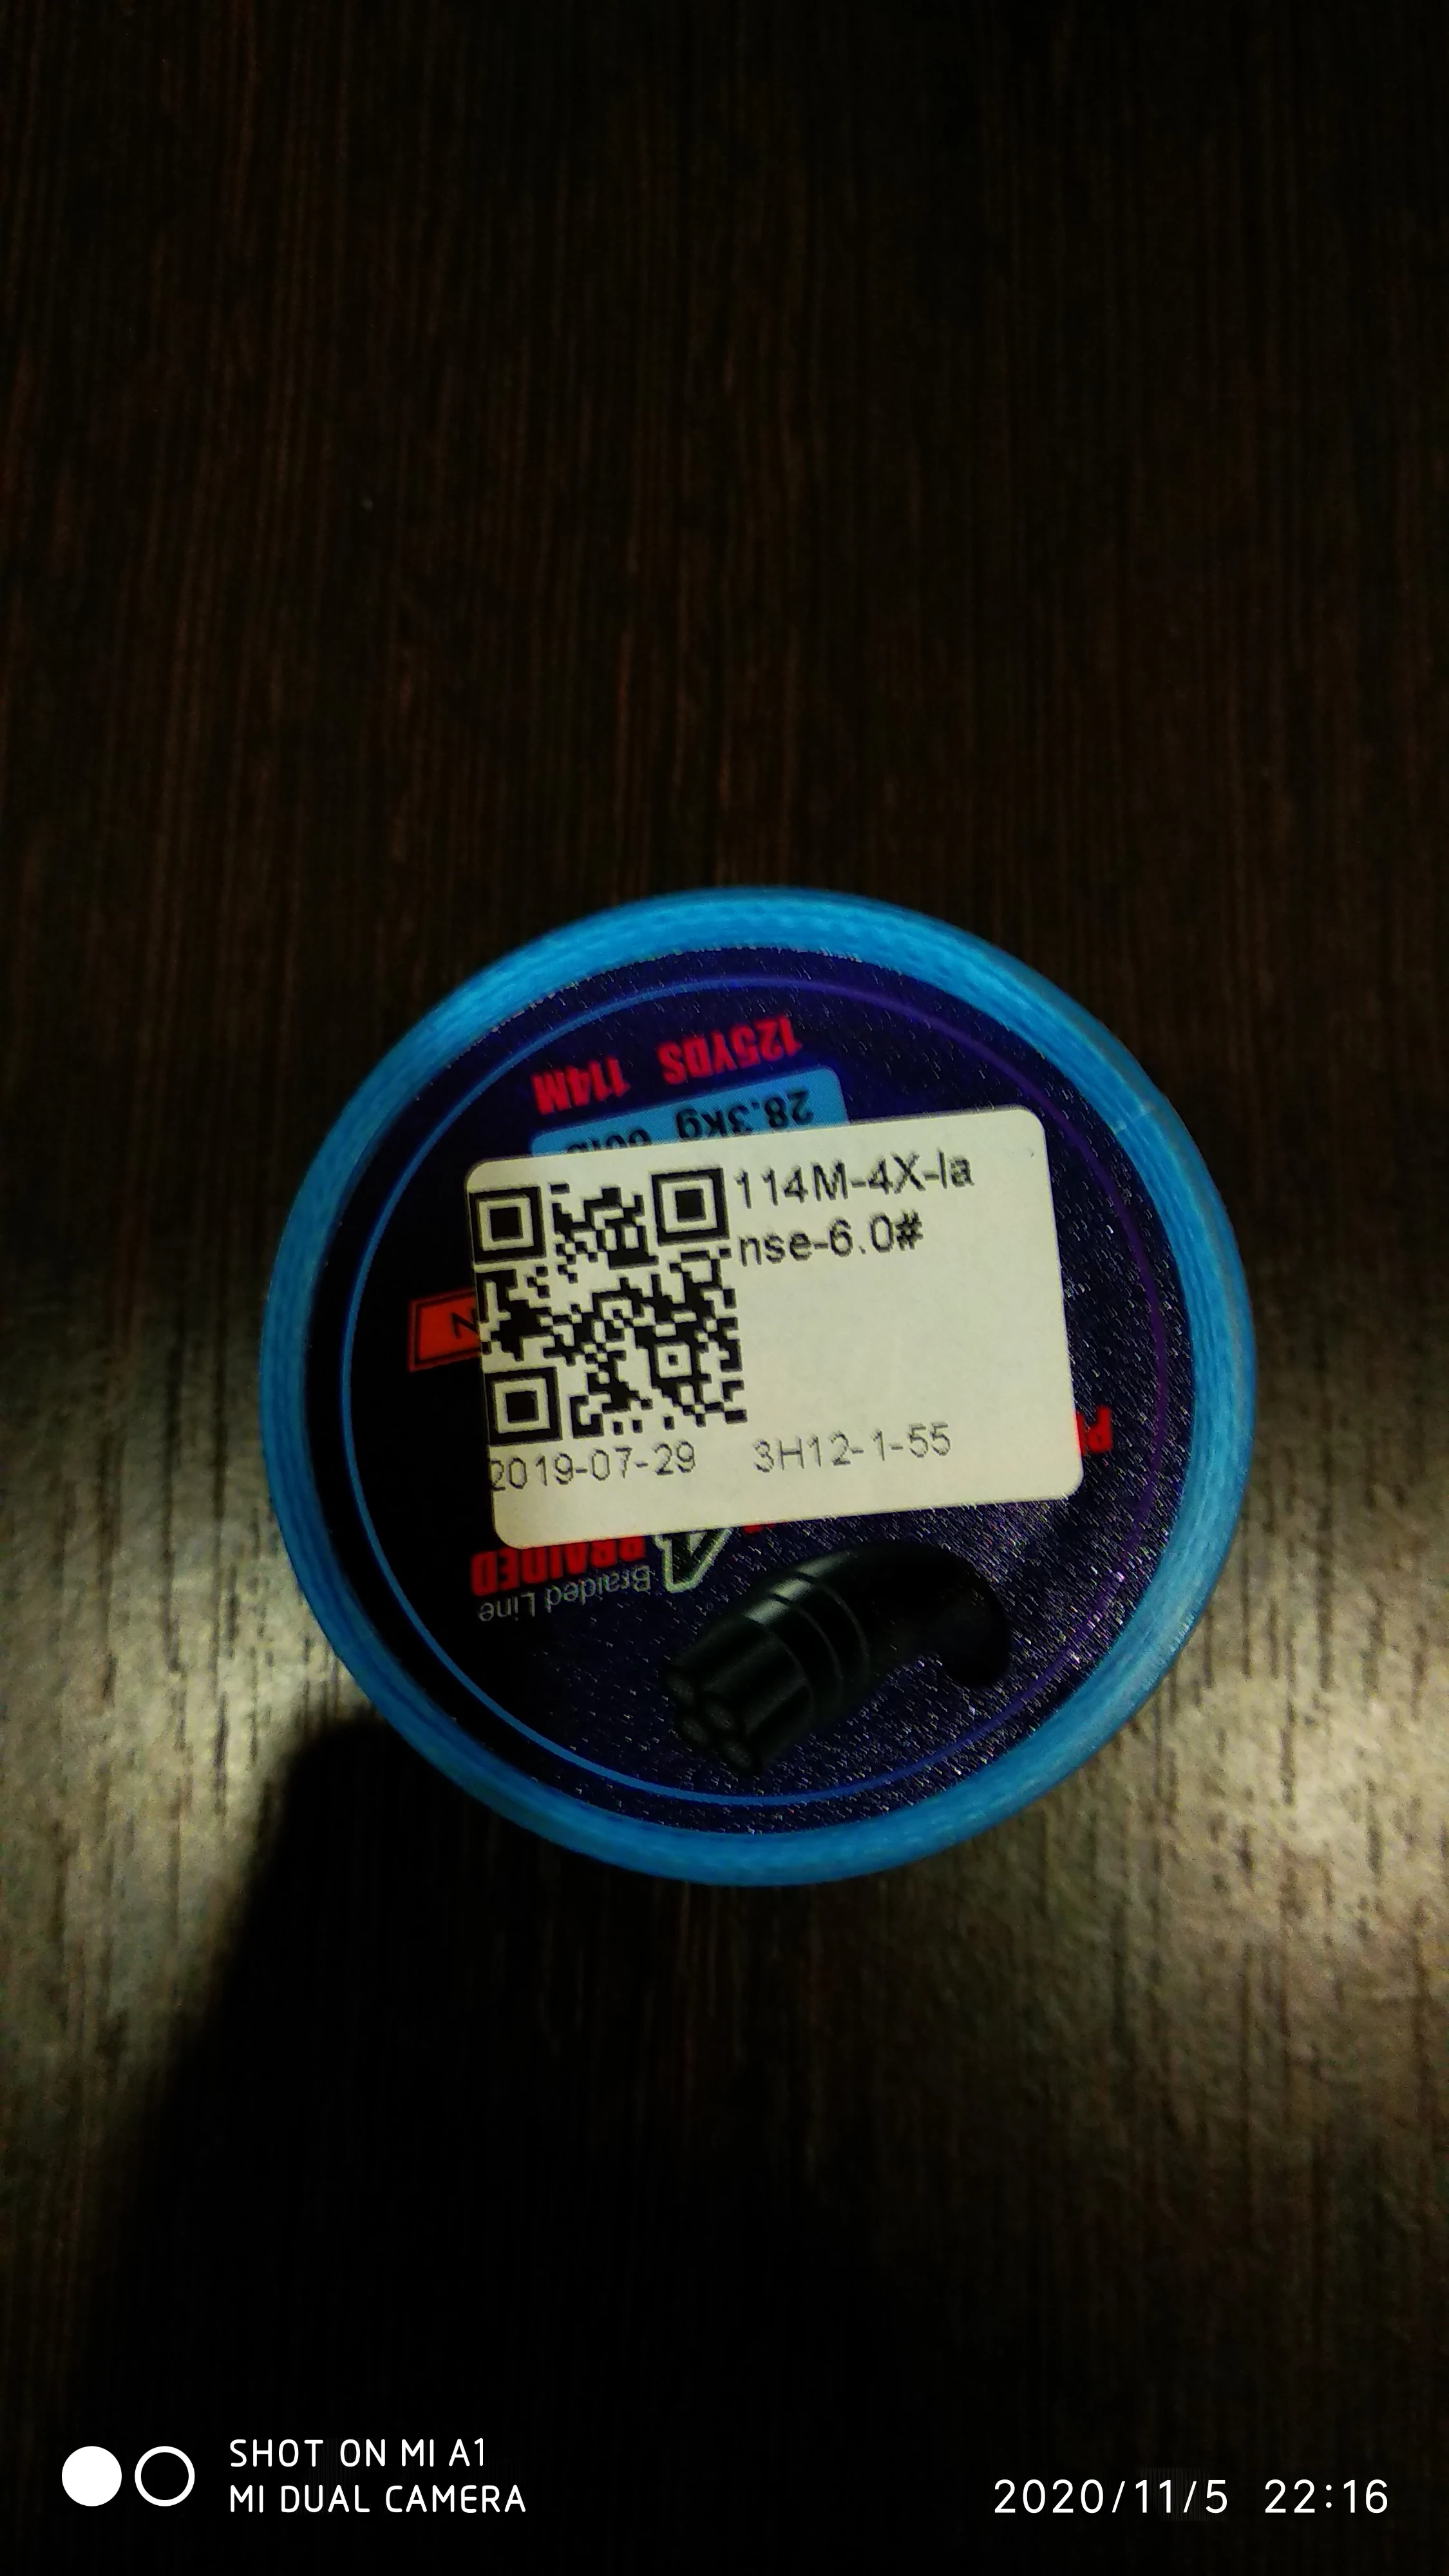 125YDS 114M
28.3kg
114M-4X-la
nse-6.0#
2019-07-29 3H12-1-55
BRAIDED
Braided Line
4
SHOT ON MI A1
MI DUAL CAMERA
2020/11/5 22:16